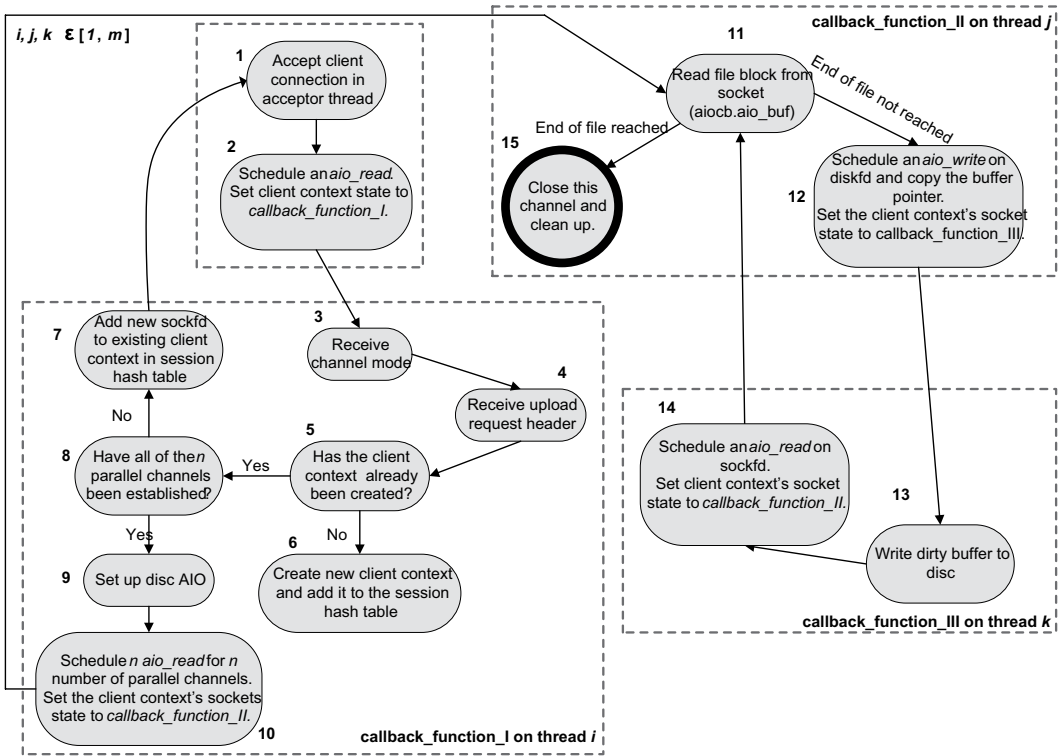 i, j, k ε [1, m]
1
Accept client
connection in
acceptor thread
2
Schedule an aio_read.
Set client context state to
callback_function_I.
callback_function_II on thread j
11
Read file block from
socket
(aiocb.aio_buf)
End of file not reached
End of file reached
15
Close this
channel and
clean up.
12
Schedule an aio_write on
diskfd and copy the buffer
pointer.
Set the client context's socket
state to callback_function_III.
7
Add new sockfd
to existing client
context in session
hash table
3
Receive
channel mode
4
Receive upload
request header
No
8
Have all of the n
parallel channels
been established?
Yes
5
Has the client
context already
been created?
Yes
No
6
Create new client context
and add it to the session
hash table
9
Set up disc AIO
Schedule n aio_read for n
number of parallel channels.
Set the client context's sockets
state to callback_function_II.
10
callback_function_I on thread i
14
Schedule an aio_read on
sockfd.
Set client context's socket
state to callback_function_II.
13
Write dirty buffer to
disc
callback_function_III on thread k